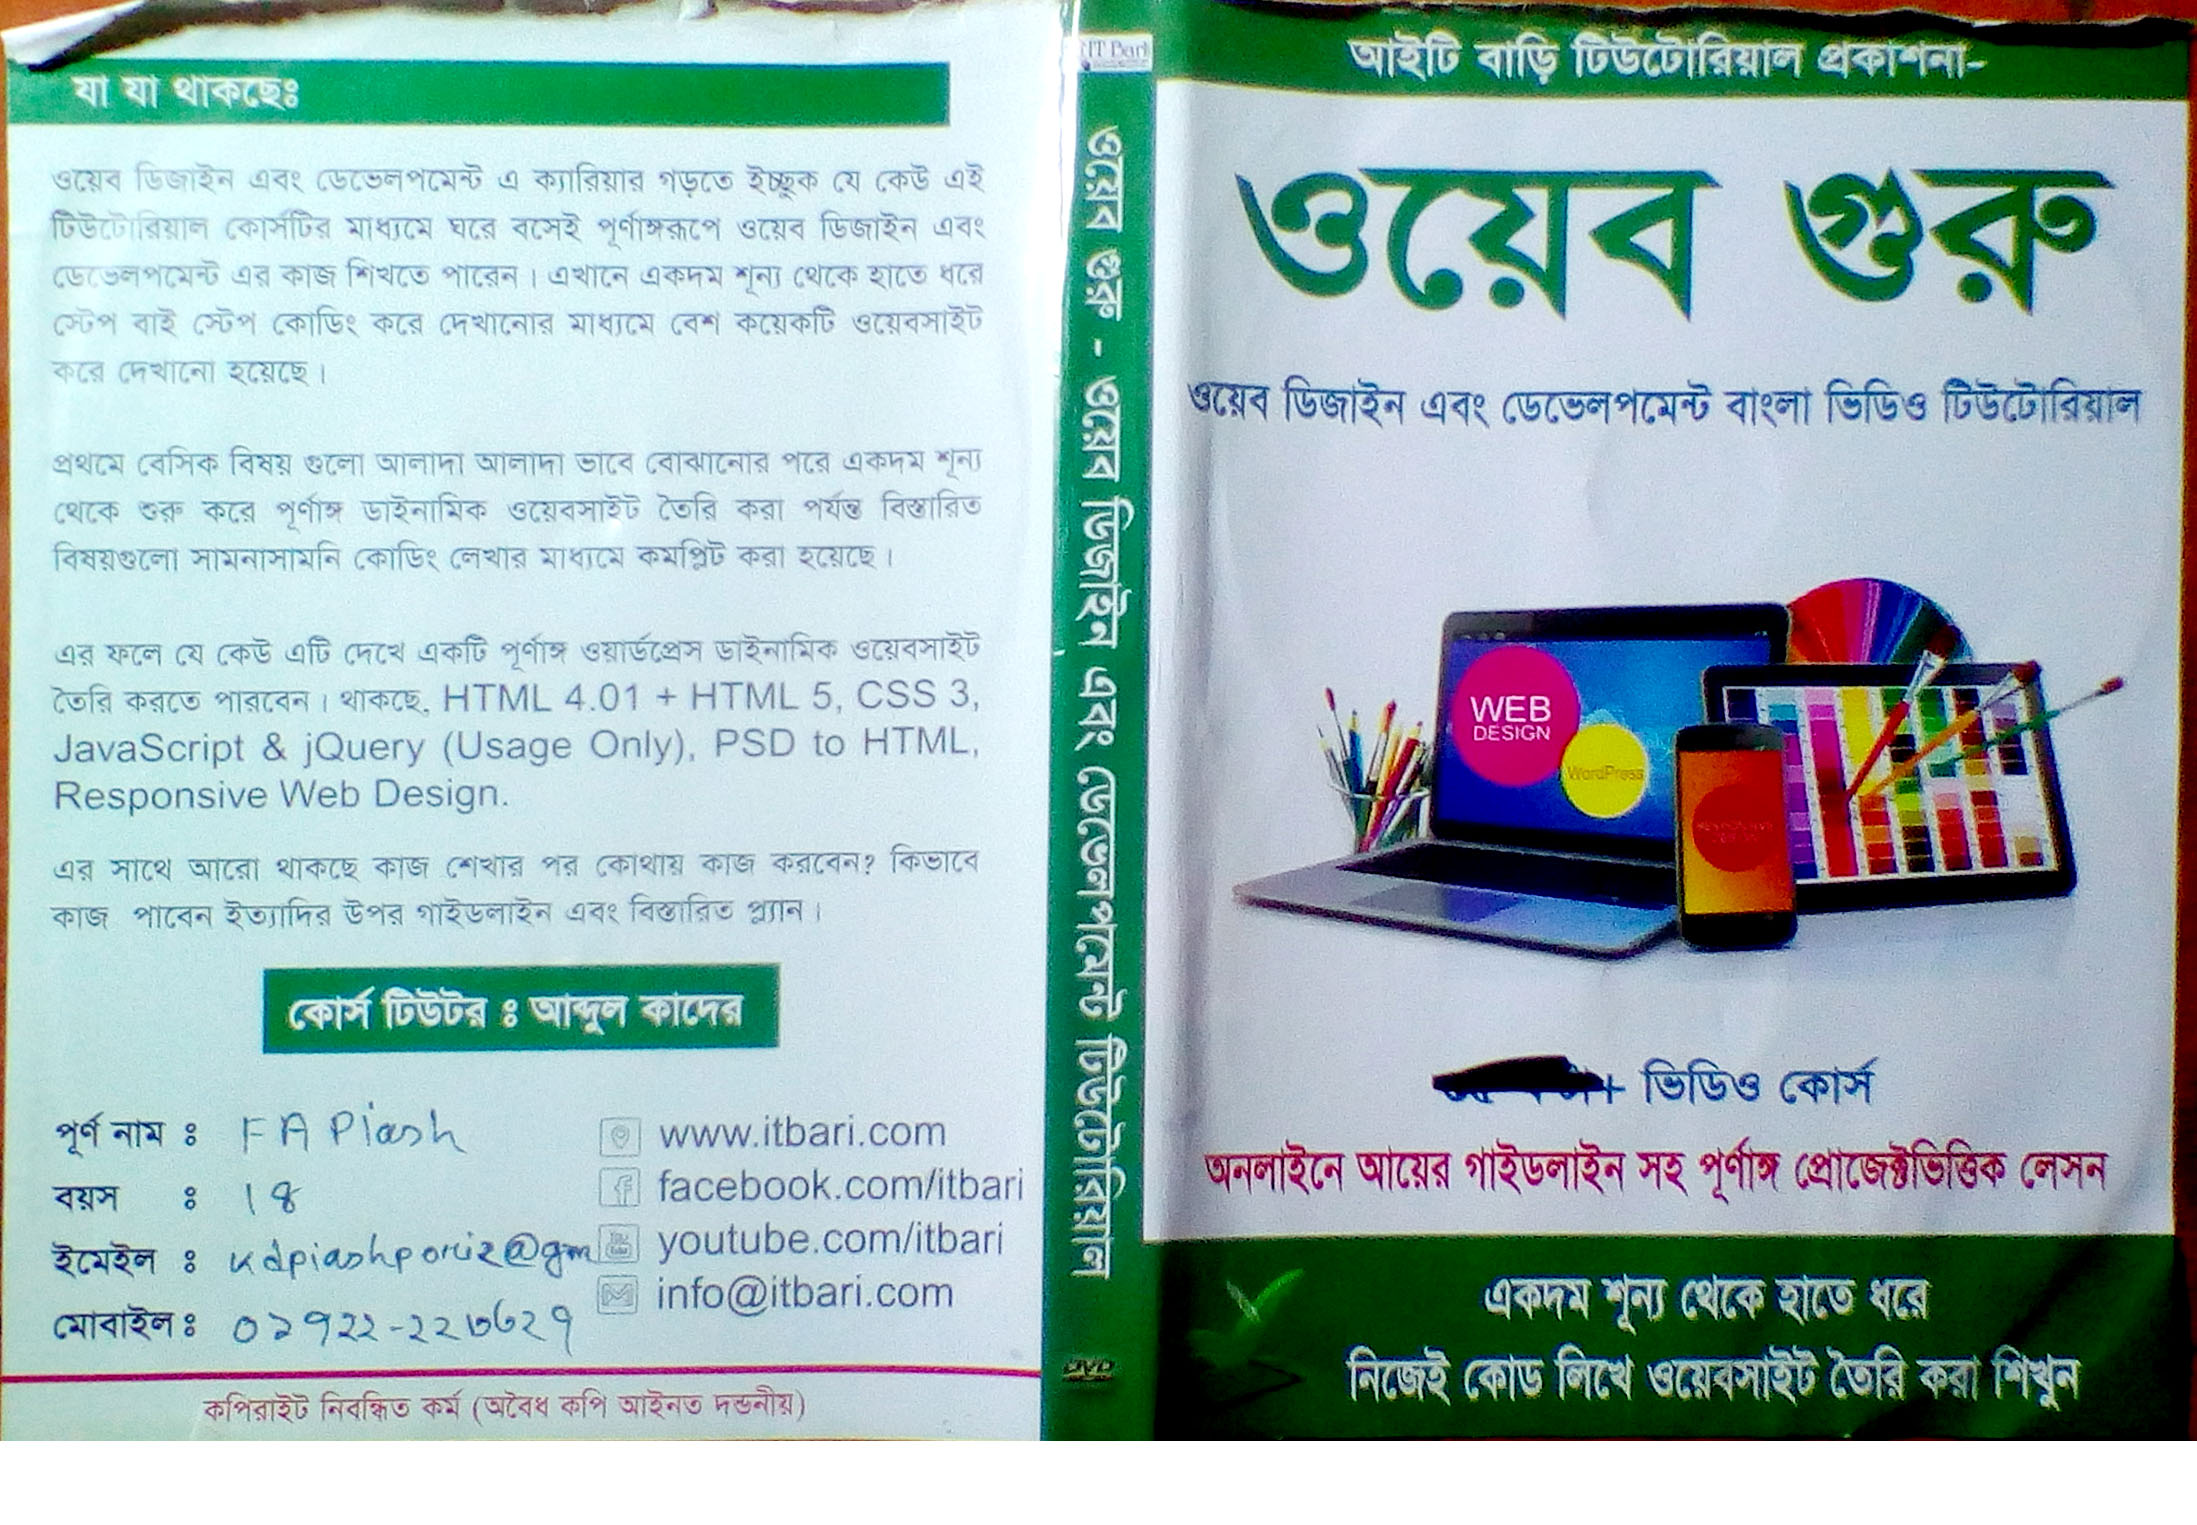 যা যা থাকছেঃ
ওয়েব ডিজাইন এবং ডেভেলপমেন্ট এ ক্যারিয়ার গড়তে ইচ্ছুক যে কেউ এই
টিউটোরিয়াল কোর্সটির মাধ্যমে ঘরে বসেই পূর্ণাঙ্গরূপে ওয়েব ডিজাইন এবং
ডেভেলপমেন্ট এর কাজ শিখতে পারেন। এখানে একদম শূন্য থেকে হাতে ধরে
স্টেপ বাই স্টেপ কোডিং করে দেখানোর মাধ্যমে বেশ কয়েকটি ওয়েবসাইট
করে দেখানো হয়েছে।
প্রথমে বেসিক বিষয় গুলো আলাদা আলাদা ভাবে বোঝানোর পরে একদম শূন্য
থেকে শুরু করে পূর্ণাঙ্গ ডাইনামিক ওয়েবসাইট তৈরি করা পর্যন্ত বিস্তারিত
বিষয়গুলো সামনাসামনি কোডিং লেখার মাধ্যমে কমপ্লিট করা হয়েছে।
এর ফলে যে কেউ এটি দেখে একটি পূর্ণাঙ্গ ওয়ার্ডপ্রেস ডাইনামিক ওয়েবসাইট
তৈরি করতে পারবেন। থাকছে, HTML 4.01 + HTML 5, CSS 3,
JavaScript & jQuery (Usage Only), PSD to HTML,
Responsive Web Design.
এর সাথে আরো থাকছে কাজ শেখার পর কোথায় কাজ করবেন? কিভাবে
কাজ পাবেন ইত্যাদির উপর গাইডলাইন এবং বিস্তারিত প্ল্যান।
কোর্স টিউটর ঃ আব্দুল কাদের
পূর্ণ নাম ঃ FA Piash
বয়স ঃ 18
ইমেইল ঃ
মোবাইল ঃ ০১৭২২-২২৬৬২৭
www.itbari.com
facebook.com/itbari
youtube.com/itbari
info@itbari.com
কপিরাইট নিবন্ধিত কর্ম (অবৈধ কপি আইনত দন্ডনীয়)
IT Bari
ওয়েব গুরু - ওয়েব ডিজাইন এবং ডেভেলপমেন্ট টিউটোরিয়াল
DVD
আইটি বাড়ি টিউটোরিয়াল প্রকাশনা-
ওয়েব গুরু
ওয়েব ডিজাইন এবং ডেভেলপমেন্ট বাংলা ভিডিও টিউটোরিয়াল
WEB
DESIGN
WordPress
+ ভিডিও কোর্স
অনলাইনে আয়ের গাইডলাইন সহ পূর্ণাঙ্গ প্রোজেক্টভিত্তিক লেসন
একদম শূন্য থেকে হাতে ধরে
নিজেই কোড লিখে ওয়েবসাইট তৈরি করা শিখুন